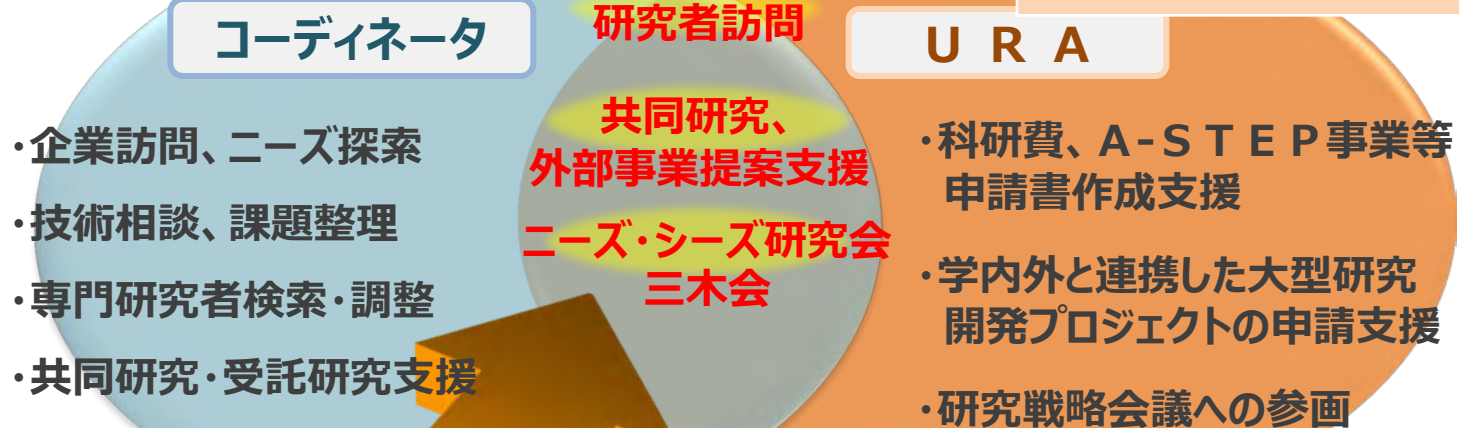 コーディネータ
・企業訪問、ニーズ探索
・技術相談、課題整理
・専門研究者検索・調整
・共同研究・受託研究支援
研究者訪問
共同研究、
外部事業提案支援
ニーズ・シーズ研究会
三木会
ＵＲＡ
・科研費、Ａ-ＳＴＥＰ事業等
申請書作成支援
・学内外と連携した大型研究
開発プロジェクトの申請支援
・研究戦略会議への参画